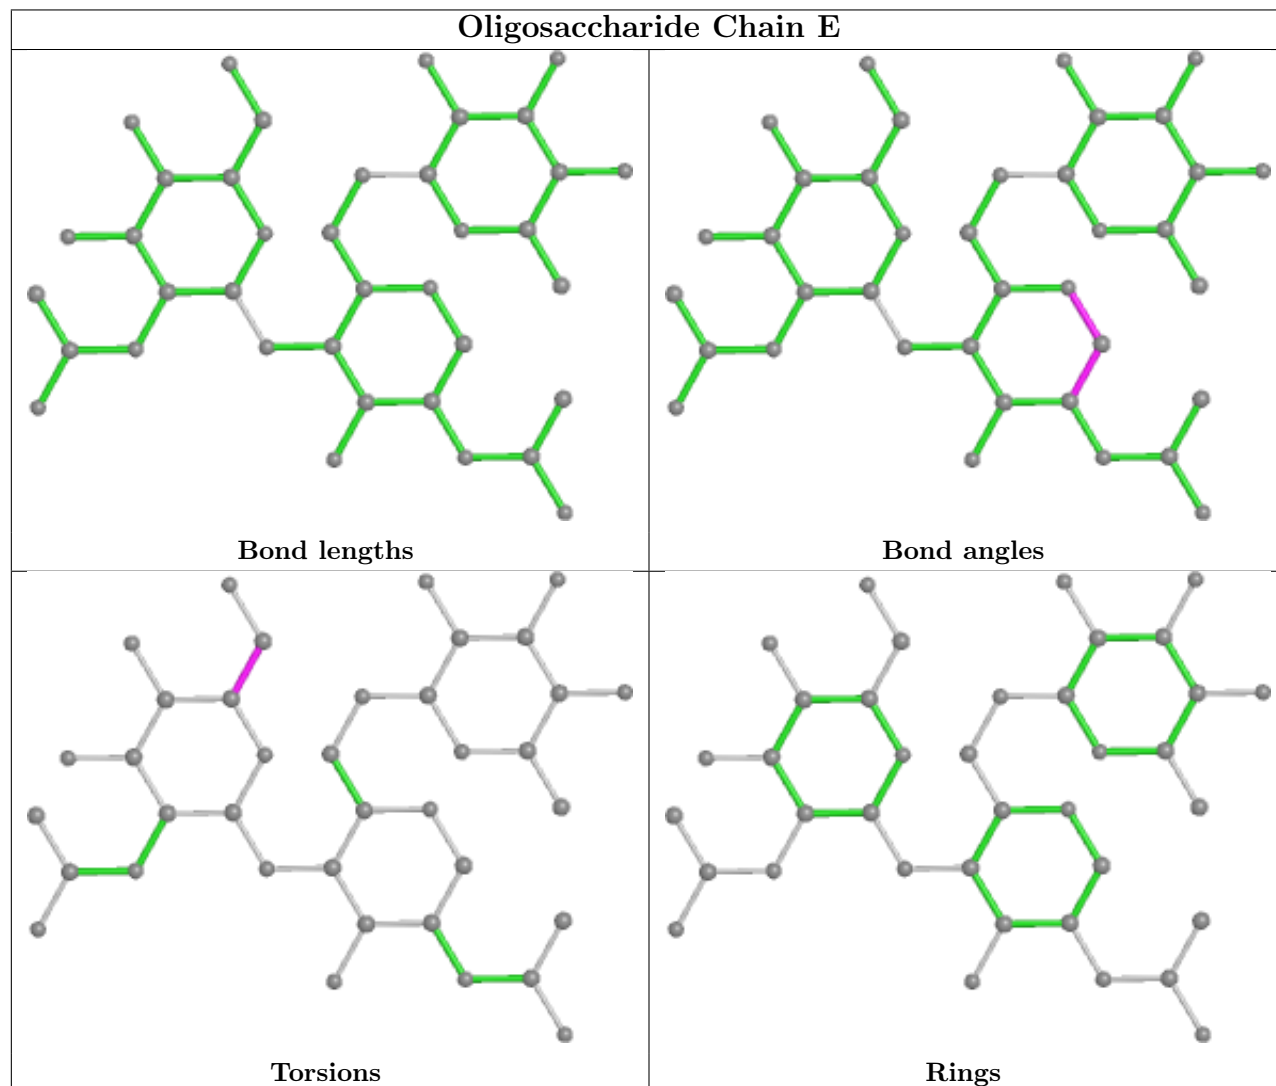 Oligosaccharide Chain E
Bond lengths
Bond angles
Torsions
Rings